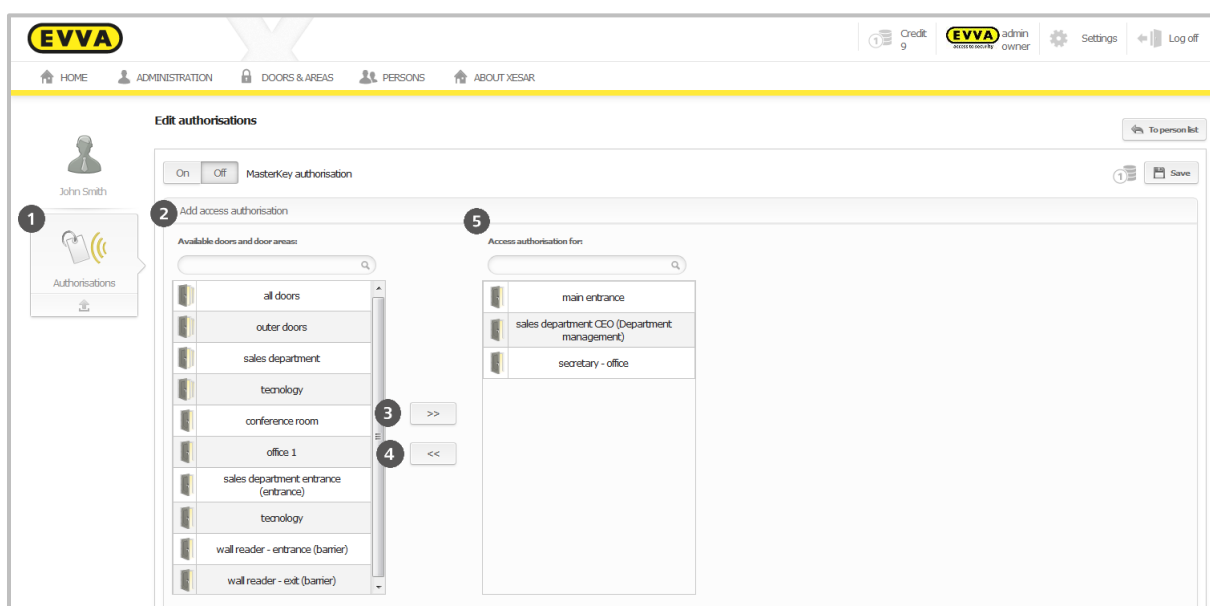 EVVA
Credit
9
EVVA
access to security
admin
owner
Settings
Log off
HOME
ADMINISTRATION
DOORS & AREAS
PERSONS
ABOUT XESAR
Edit authorisations
To person list
John Smith
On
Off
MasterKey authorisation
1
Save
1
2
Add access authorisation
5
Authorisations
Available doors and door areas:
Access authorisation for:
all doors
outer doors
sales department
tecnology
conference room
office 1
sales department entrance
(entrance)
tecnology
wall reader - entrance (barrier)
wall reader - exit (barrier)
3
>>
4
<<
main entrance
sales department CEO (Department
management)
secretary - office